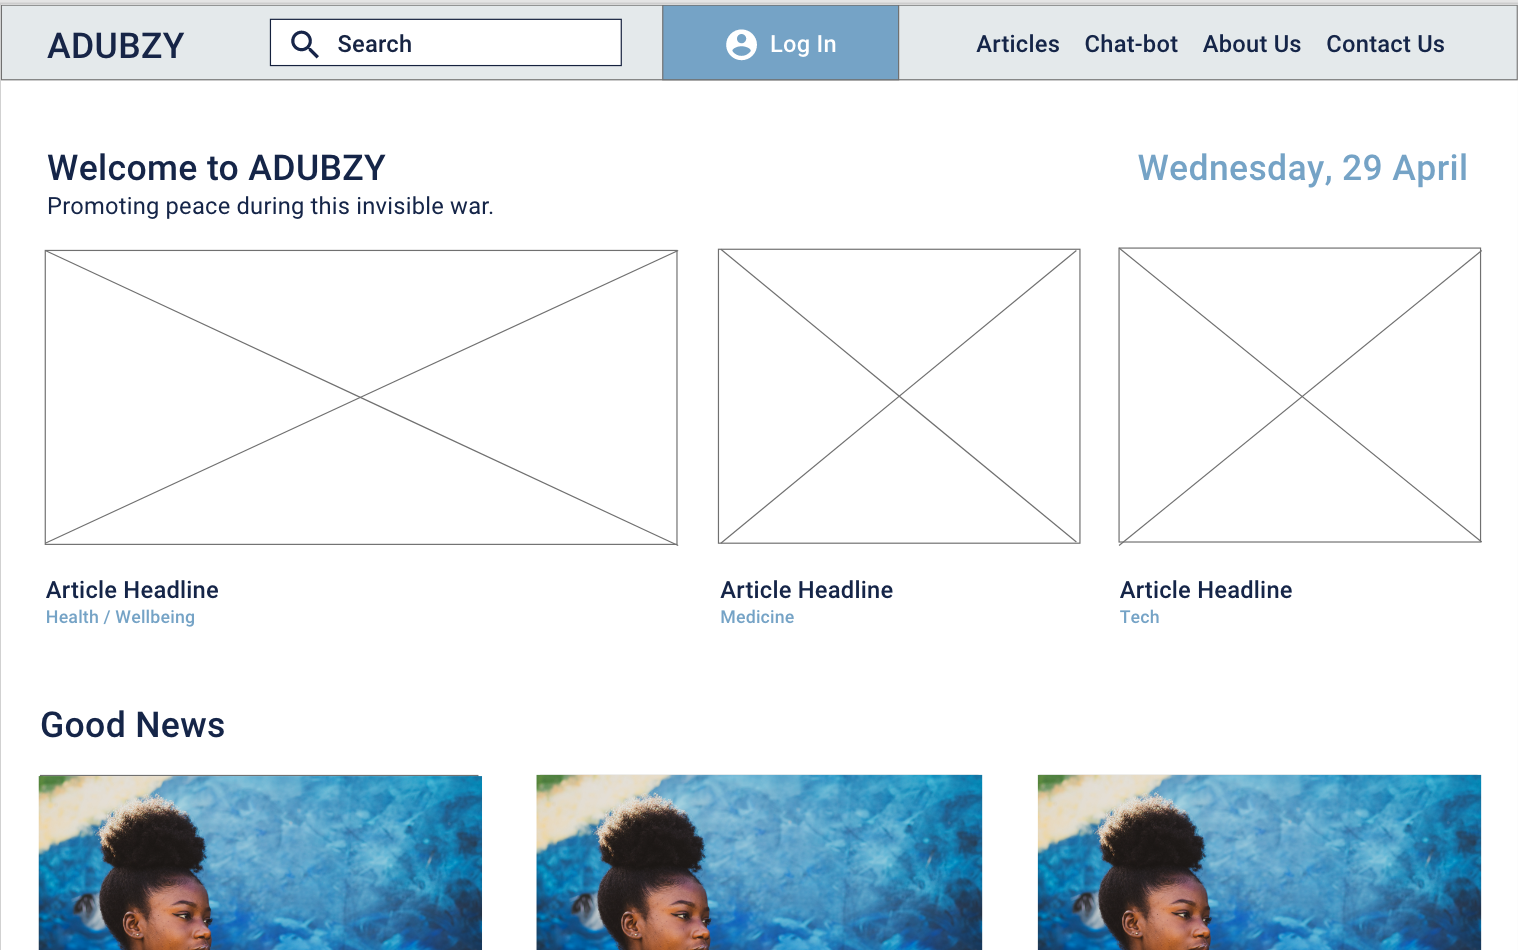 ADUBZY
Search
Log In
Articles Chat-bot About Us Contact Us
Welcome to ADUBZY
Wednesday, 29 April
Promoting peace during this invisible war.
Article Headline
Health / Wellbeing
Article Headline
Medicine
Article Headline
Tech
Good News